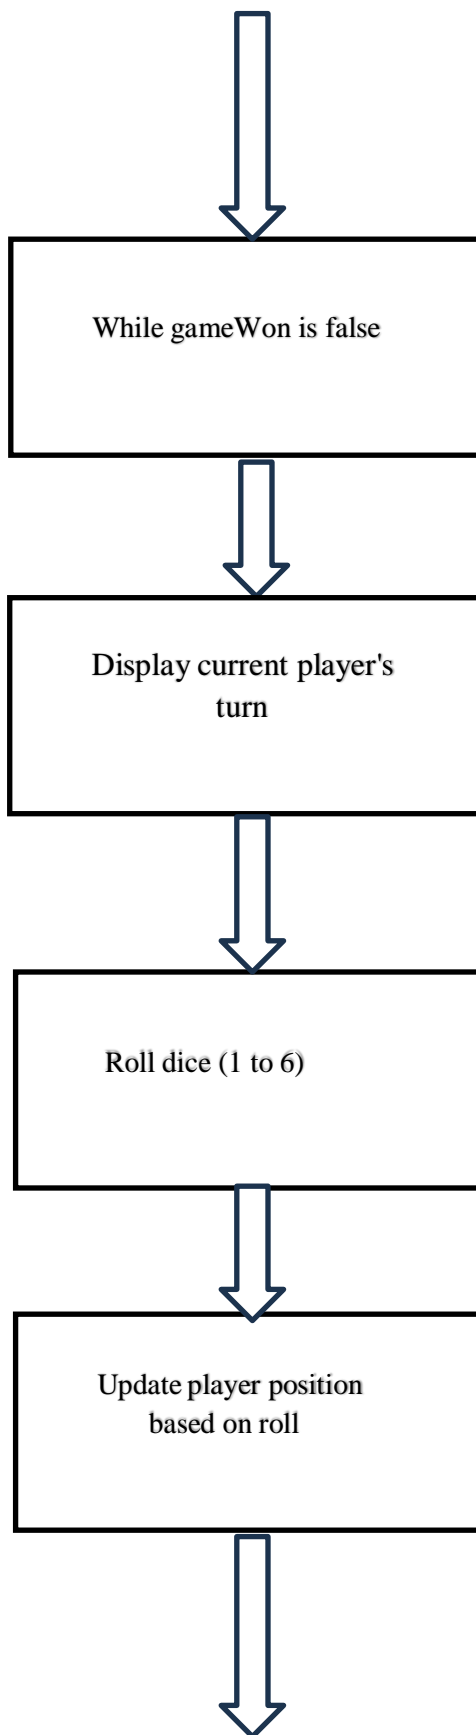 While gameWon is false
Display current player's
turn
Roll dice (1 to 6)
Update player position
based on roll